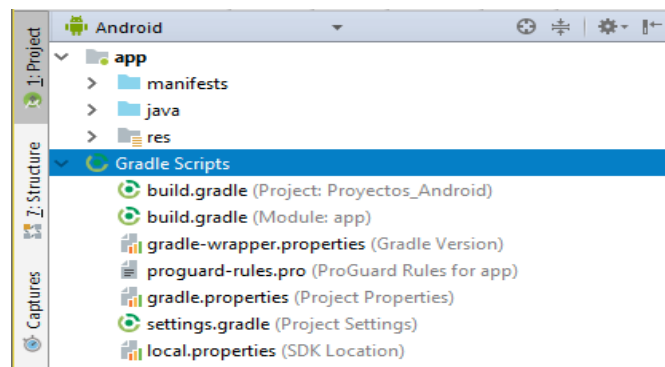 Android
1: Project
app
manifests
java
res
Gradle Scripts
build.gradle (Project: Proyectos_Android)
build.gradle (Module: app)
gradle-wrapper.properties (Gradle Version)
proguard-rules.pro (ProGuard Rules for app)
gradle.properties (Project Properties)
settings.gradle (Project Settings)
local.properties (SDK Location)
7: Structure
Captures